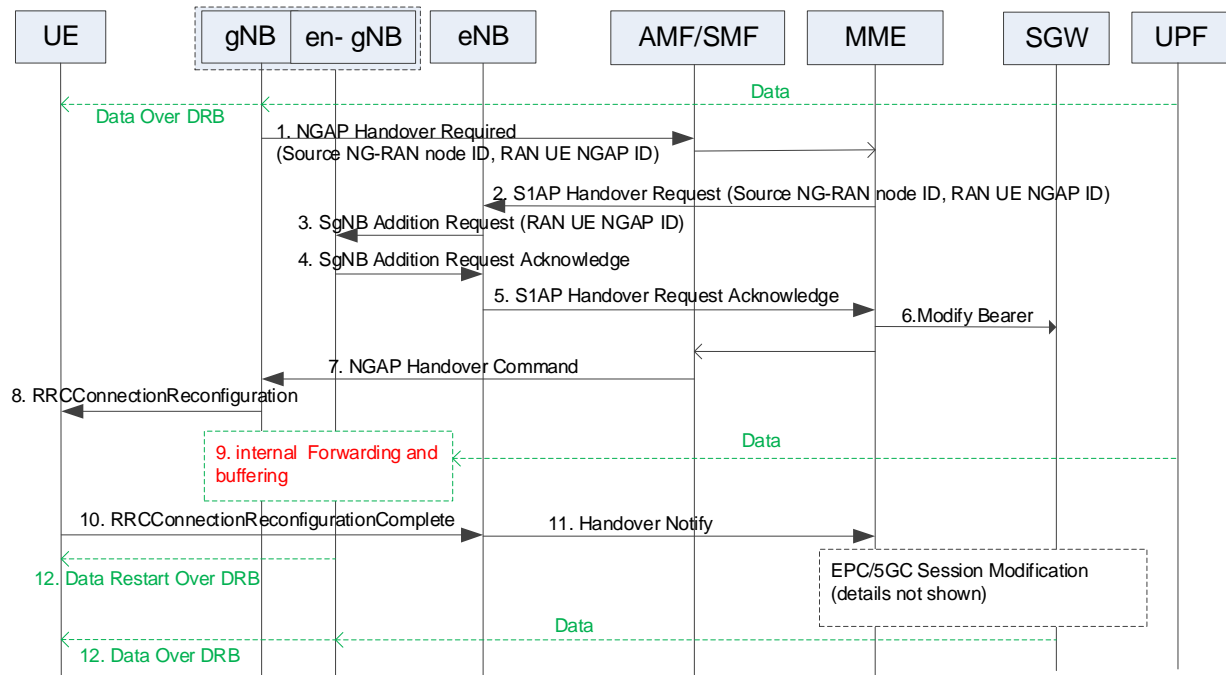 UE
gNB
en- gNB
eNB
AMF/SMF
MME
SGW
UPF
Data
Data Over DRB
1. NGAP Handover Required
(Source NG-RAN node ID, RAN UE NGAP ID)
2. S1AP Handover Request (Source NG-RAN node ID, RAN UE NGAP ID)
3. SgNB Addition Request (RAN UE NGAP ID)
4. SgNB Addition Request Acknowledge
5. S1AP Handover Request Acknowledge
6.Modify Bearer
7. NGAP Handover Command
8. RRCConnectionReconfiguration
9. internal Forwarding and
buffering
Data
10. RRCConnectionReconfigurationComplete
11. Handover Notify
12. Data Restart Over DRB
EPC/5GC Session Modification
(details not shown)
Data
12. Data Over DRB